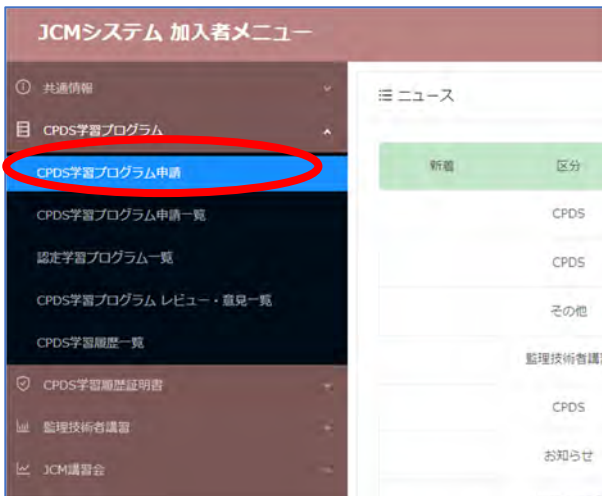 JCMシステム 加入者メニュー
共通情報
CPDS学習プログラム
CPDS学習プログラム申請
CPDS学習プログラム申請一覧
認定学習プログラム一覧
CPDS学習プログラム レビュー・意見一覧
CPDS学習履歴一覧
CPDS学習履歴証明書
監理技術者講習
JCM講習会
ニュース
新着 区分
CPDS
CPDS
その他
監理技術者講習
CPDS
お知らせ